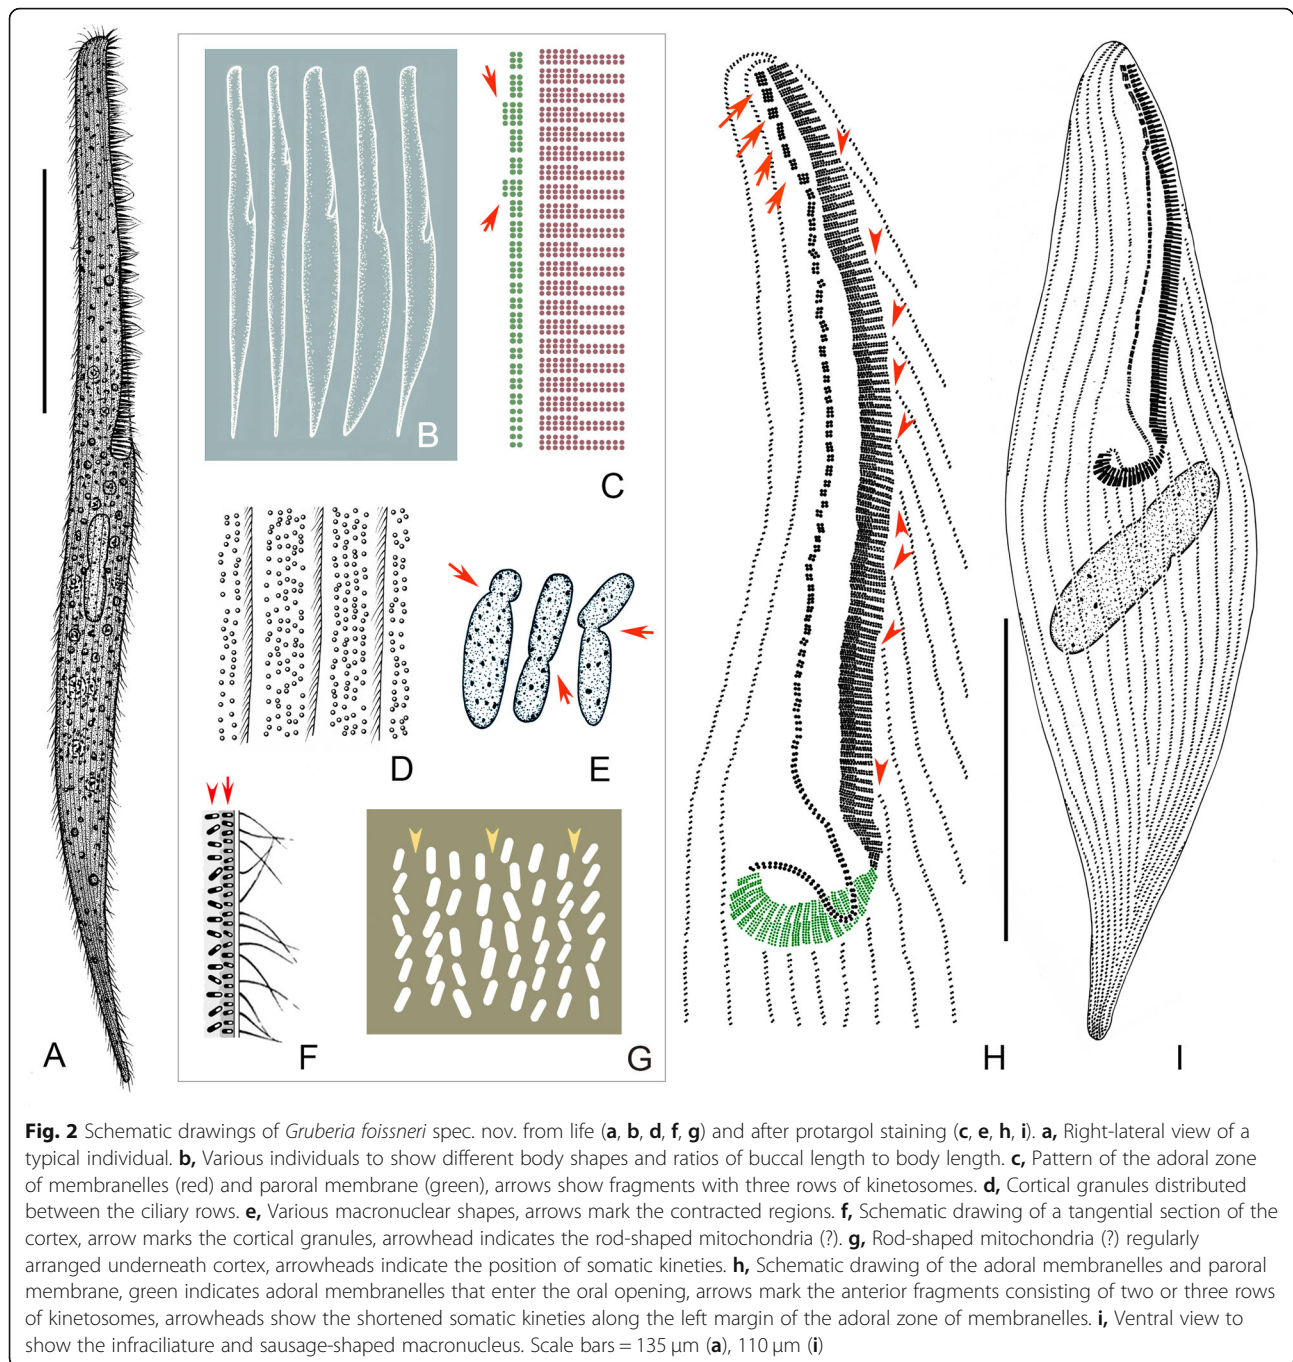 A
B
C
D
E
F
G
H
I
Fig. 2 Schematic drawings of Gruberia foissneri spec. nov. from life (a, b, d, f, g) and after protargol staining (c, e, h, i). a, Right-lateral view of a
typical individual. b, Various individuals to show different body shapes and ratios of buccal length to body length. c, Pattern of the adoral zone
of membranelles (red) and paroral membrane (green), arrows show fragments with three rows of kinetosomes. d, Cortical granules distributed
between the ciliary rows. e, Various macronuclear shapes, arrows mark the contracted regions. f, Schematic drawing of a tangential section of the
cortex, arrow marks the cortical granules, arrowhead indicates the rod-shaped mitochondria (?). g, Rod-shaped mitochondria (?) regularly
arranged underneath cortex, arrowheads indicate the position of somatic kineties. h, Schematic drawing of the adoral membranelles and paroral
membrane, green indicates adoral membranelles that enter the oral opening, arrows mark the anterior fragments consisting of two or three rows
of kinetosomes, arrowheads show the shortened somatic kineties along the left margin of the adoral zone of membranelles. i, Ventral view to
show the infraciliature and sausage-shaped macronucleus. Scale bars = 135 μm (a), 110 μm (i)